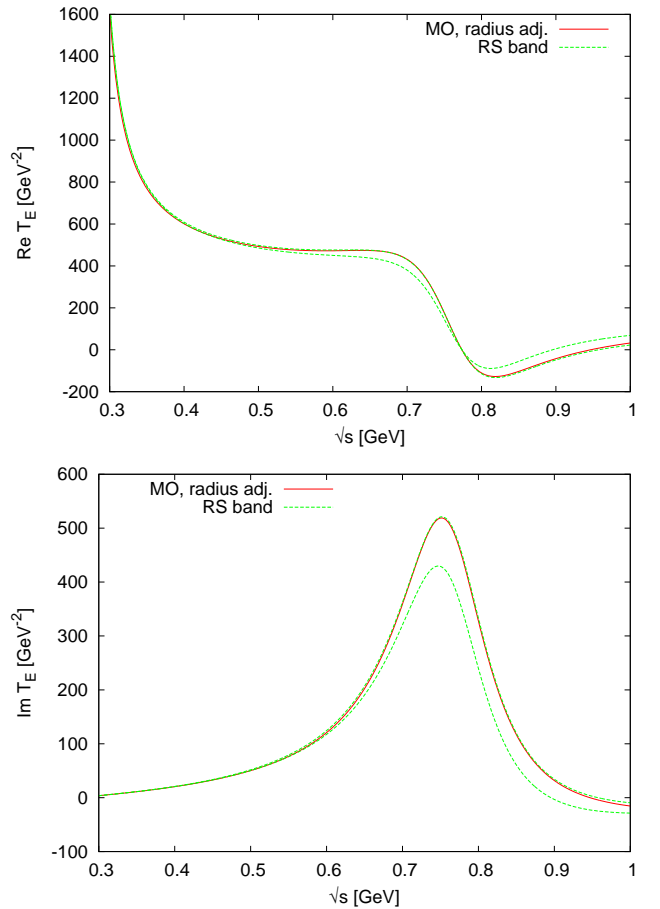 1600
1400
1200
1000
800
600
400
200
0
-200
Re T_E [GeV^-2]
MO, radius adj.
RS band
0.3 0.4 0.5 0.6 0.7 0.8 0.9 1
√s [GeV]
600
500
400
300
200
100
0
-100
Im T_E [GeV^-2]
MO, radius adj.
RS band
0.3 0.4 0.5 0.6 0.7 0.8 0.9 1
√s [GeV]